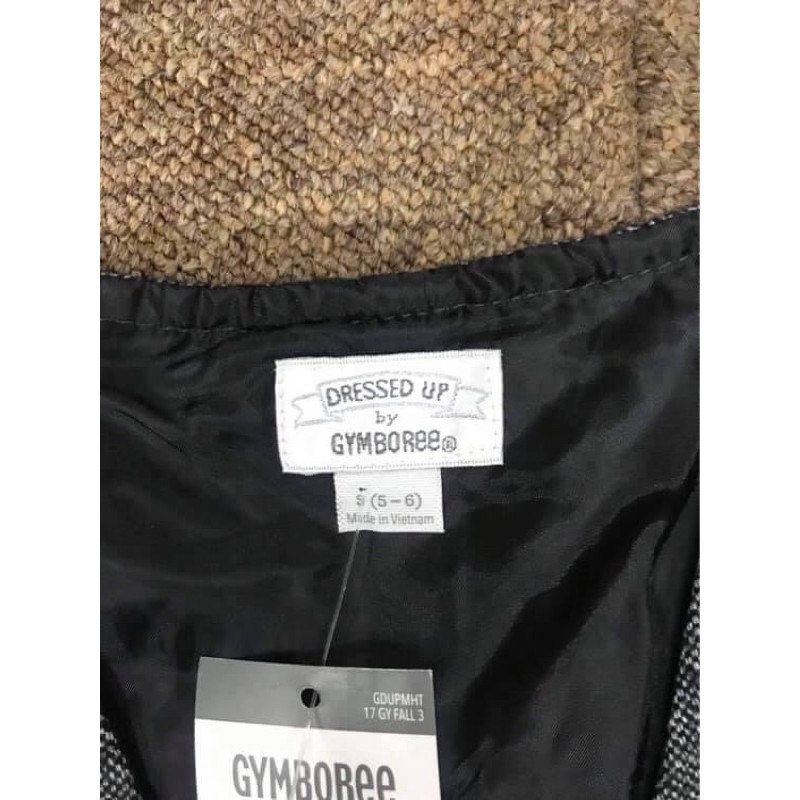 DRESSED UP
by
GYMBOREE®
S (5-6)
Made in Vietnam
GDUPMHT
17 GY FALL 3
GYMBOREE